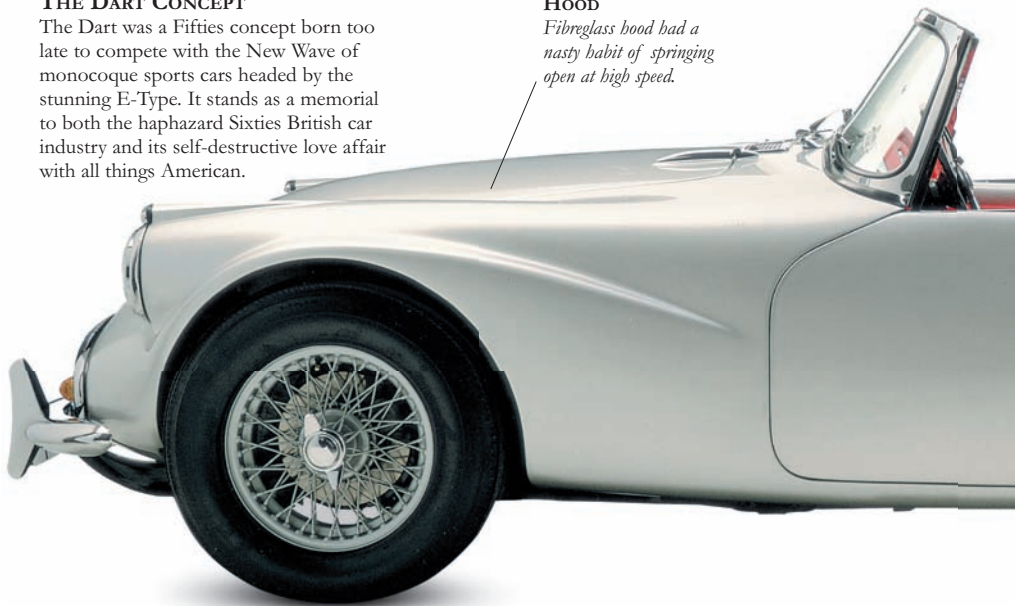 THE DART CONCEPT
The Dart was a Fifties concept born too
late to compete with the New Wave of
monocoque sports cars headed by the
stunning E-Type. It stands as a memorial
to both the haphazard Sixties British car
industry and its self-destructive love affair
with all things American.
HOOD
Fibreglass hood had a
nasty habit of springing
open at high speed.